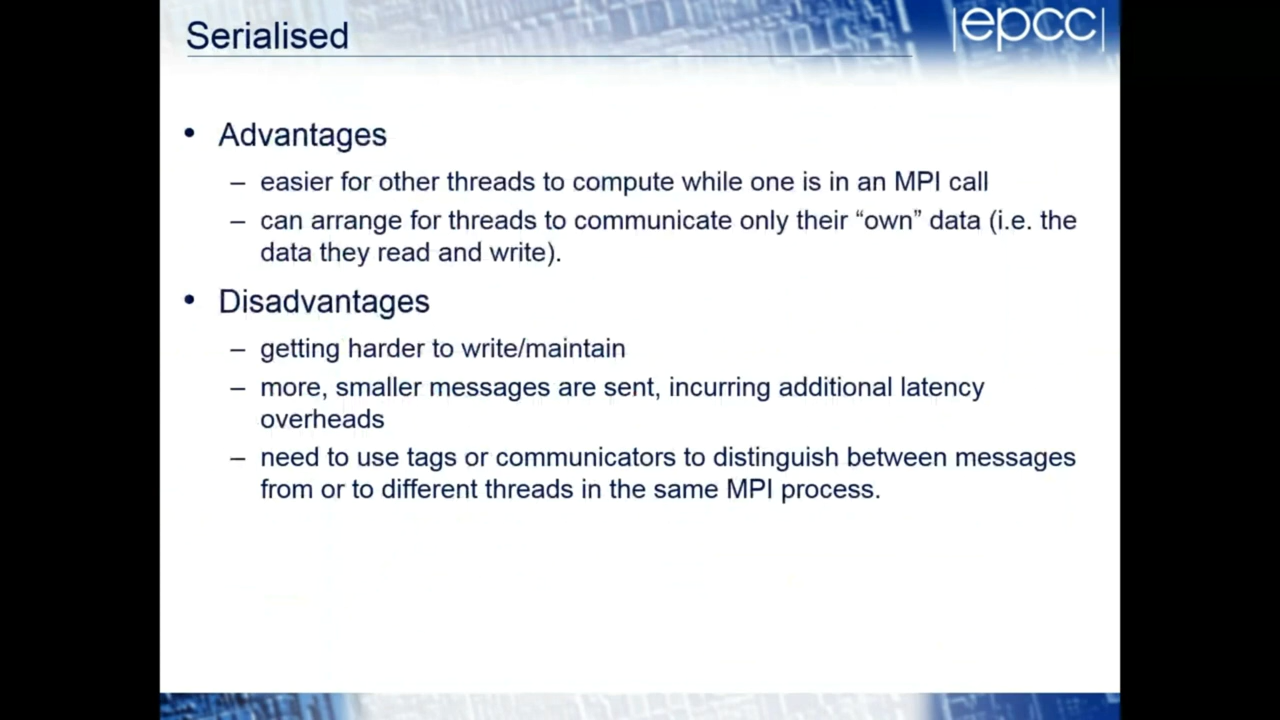 Serialised
|epcc|
• Advantages
– easier for other threads to compute while one is in an MPI call
– can arrange for threads to communicate only their “own” data (i.e. the
data they read and write).
• Disadvantages
– getting harder to write/maintain
– more, smaller messages are sent, incurring additional latency
overheads
– need to use tags or communicators to distinguish between messages
from or to different threads in the same MPI process.